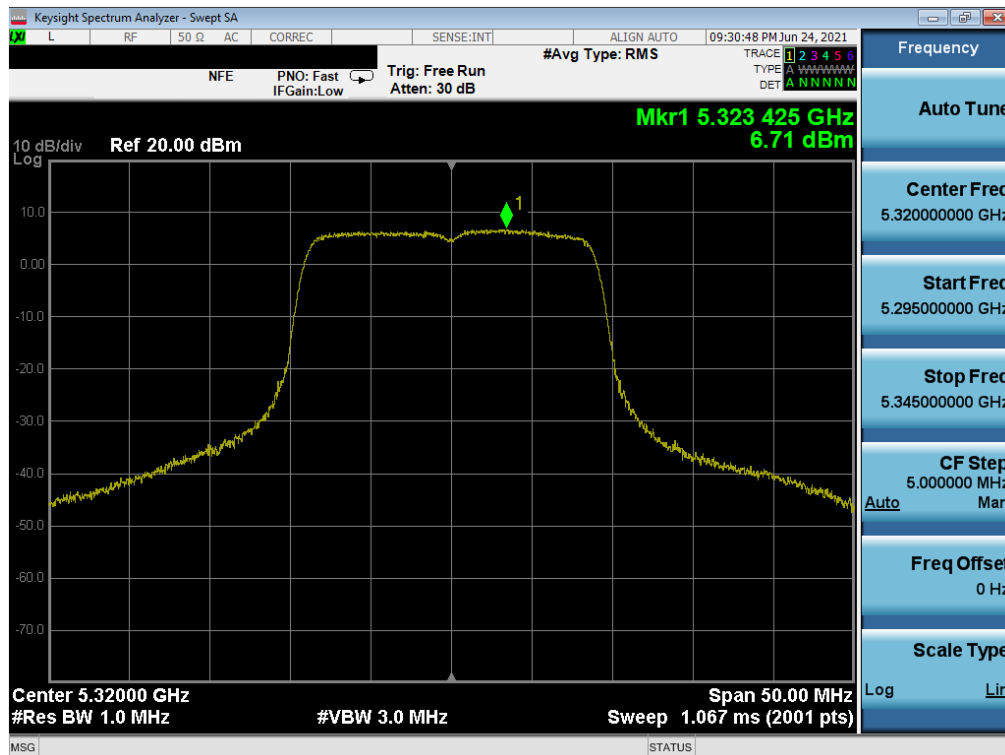 Keysight Spectrum Analyzer - Swept SA
LXI L RF 50 Ω AC CORREC SENSE:INT ALIGN AUTO 09:30:48 PM Jun 24, 2021
Frequency
#Avg Type: RMS
TRACE 1 2 3 4 5 6
NFE PNO: Fast Trig: Free Run
TYPE A WWWWW
IFGain:Low Atten: 30 dB
DET A N N N N N
Auto Tune
Mkr1 5.323 425 GHz
6.71 dBm
10 dB/div Ref 20.00 dBm
Log
1
10.0
0.00
-10.0
-20.0
-30.0
-40.0
-50.0
-60.0
-70.0
Center Freq
5.320000000 GHz
Start Freq
5.295000000 GHz
Stop Freq
5.345000000 GHz
CF Step
5.000000 MHz
Auto Man
Freq Offset
0 Hz
Scale Type
Log Lin
Center 5.32000 GHz Span 50.00 MHz
#Res BW 1.0 MHz #VBW 3.0 MHz Sweep 1.067 ms (2001 pts)
MSG STATUS